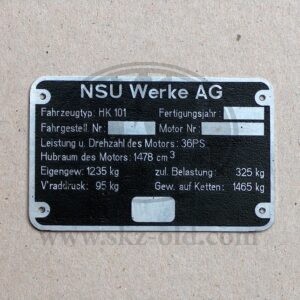 NSU Werke AG
Fahrzeugtyp: HK 101 Fertigungsjahr:
Fahrgestell. Nr: Motor Nr:
Leistung u. Drehzahl des Motors: 36PS
Hubraum des Motors: 1478 cm³
Eigengew: 1235 kg zul. Belastung: 325 kg
V'raddruck: 95 kg Gew. auf Ketten: 1465 kg
www.skz-old.com